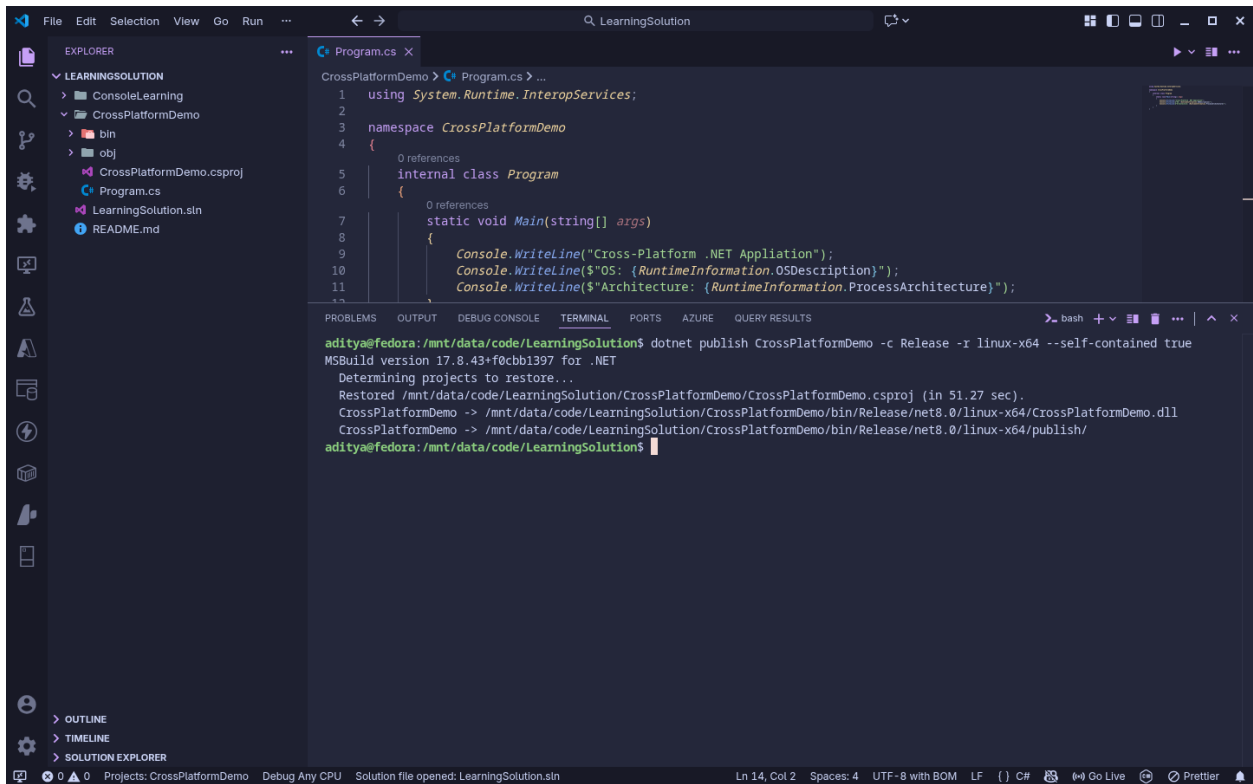 File Edit Selection View Go Run ··· LearningSolution
EXPLORER ···
LEARNINGSOLUTION
ConsoleLearning
CrossPlatformDemo
bin
obj
CrossPlatformDemo.csproj
Program.cs
LearningSolution.sln
README.md
OUTLINE
TIMELINE
SOLUTION EXPLORER
Program.cs
CrossPlatformDemo > Program.cs > ...
1 using System.Runtime.InteropServices;
2
3 namespace CrossPlatformDemo
4 {
0 references
5 internal class Program
6 {
0 references
7 static void Main(string[] args)
8 {
9 Console.WriteLine("Cross-Platform .NET Appliation");
10 Console.WriteLine($"OS: {RuntimeInformation.OSDescription}");
11 Console.WriteLine($"Architecture: {RuntimeInformation.ProcessArchitecture}");
PROBLEMS OUTPUT DEBUG CONSOLE TERMINAL PORTS AZURE QUERY RESULTS bash
aditya@fedora:/mnt/data/code/LearningSolution$ dotnet publish CrossPlatformDemo -c Release -r linux-x64 --self-contained true
MSBuild version 17.8.43+f0cbb1397 for .NET
Determining projects to restore...
Restored /mnt/data/code/LearningSolution/CrossPlatformDemo/CrossPlatformDemo.csproj (in 51.27 sec).
CrossPlatformDemo -> /mnt/data/code/LearningSolution/CrossPlatformDemo/bin/Release/net8.0/linux-x64/CrossPlatformDemo.dll
CrossPlatformDemo -> /mnt/data/code/LearningSolution/CrossPlatformDemo/bin/Release/net8.0/linux-x64/publish/
aditya@fedora:/mnt/data/code/LearningSolution$
0 0 Projects: CrossPlatformDemo Debug Any CPU Solution file opened: LearningSolution.sln Ln 14, Col 2 Spaces: 4 UTF-8 with BOM LF {} C# Go Live Prettier